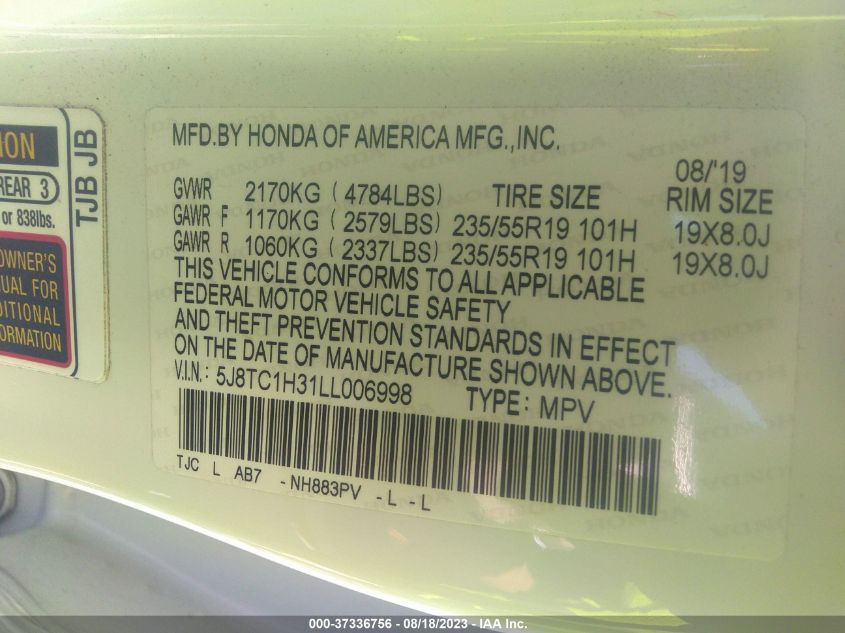 ION
REAR 3
or 838lbs.
OWNER'S
UAL FOR
DITIONAL
ORMATION
TJB JB
MFD.BY HONDA OF AMERICA MFG.,INC.
08/'19
GVWR 2170KG (4784LBS) TIRE SIZE RIM SIZE
GAWR F 1170KG (2579LBS) 235/55R19 101H 19X8.0J
GAWR R 1060KG (2337LBS) 235/55R19 101H 19X8.0J
THIS VEHICLE CONFORMS TO ALL APPLICABLE
FEDERAL MOTOR VEHICLE SAFETY
AND THEFT PREVENTION STANDARDS IN EFFECT
ON THE DATE OF MANUFACTURE SHOWN ABOVE.
V.I.N.: 5J8TC1H31LL006998 TYPE: MPV
TJC L AB7 -NH883PV -L -L
000-37336756 - 08/18/2023 - IAA Inc.